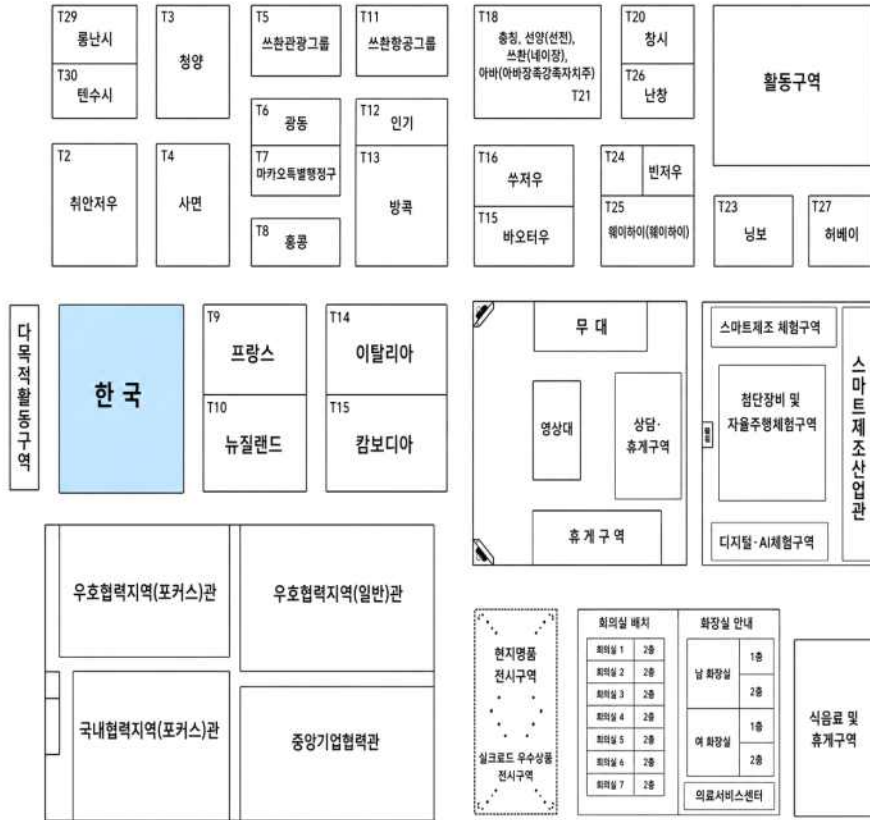 T29
롱난시
T30
텐수시
T3
청양
T5
쓰촨관광그룹
T11
쓰촨항공그룹
T18
충칭, 선양(선전),
쓰촨(네이장),
아바(아바장족강족자치주)
T21
T20
창시
T26
난창
활동구역
T6
광동
T7
마카오특별행정구
T12
인기
T13
방콕
T2
취안저우
T4
사면
T8
홍콩
T16
쑤저우
T15
바오터우
T24
빈저우
T25
웨이하이(웨이하이)
T23
닝보
T27
허베이
다목적활동구역
한국
T9
프랑스
T10
뉴질랜드
T14
이탈리아
T15
캄보디아
무대
영상대
상담·
휴게구역
휴게구역
스마트제조 체험구역
첨단장비 및
자율주행체험구역
디지털·AI체험구역
스마트제조산업관
우호협력지역(포커스)관
우호협력지역(일반)관
국내협력지역(포커스)관
중앙기업협력관
현지명품
전시구역
실크로드 우수상품
전시구역
회의실 배치
회의실 1 2층
회의실 2 2층
회의실 3 2층
회의실 4 2층
회의실 5 2층
회의실 6 2층
회의실 7 2층
화장실 안내
남 화장실
1층
2층
여 화장실
1층
2층
의료서비스센터
식음료 및
휴게구역